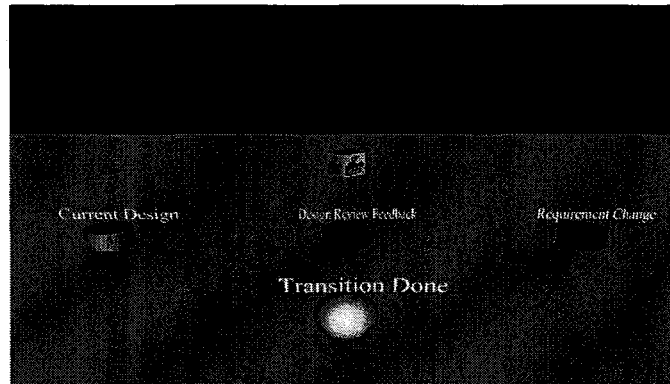 Current Design
Design Review Feedback
Requirement Change
Transition Done